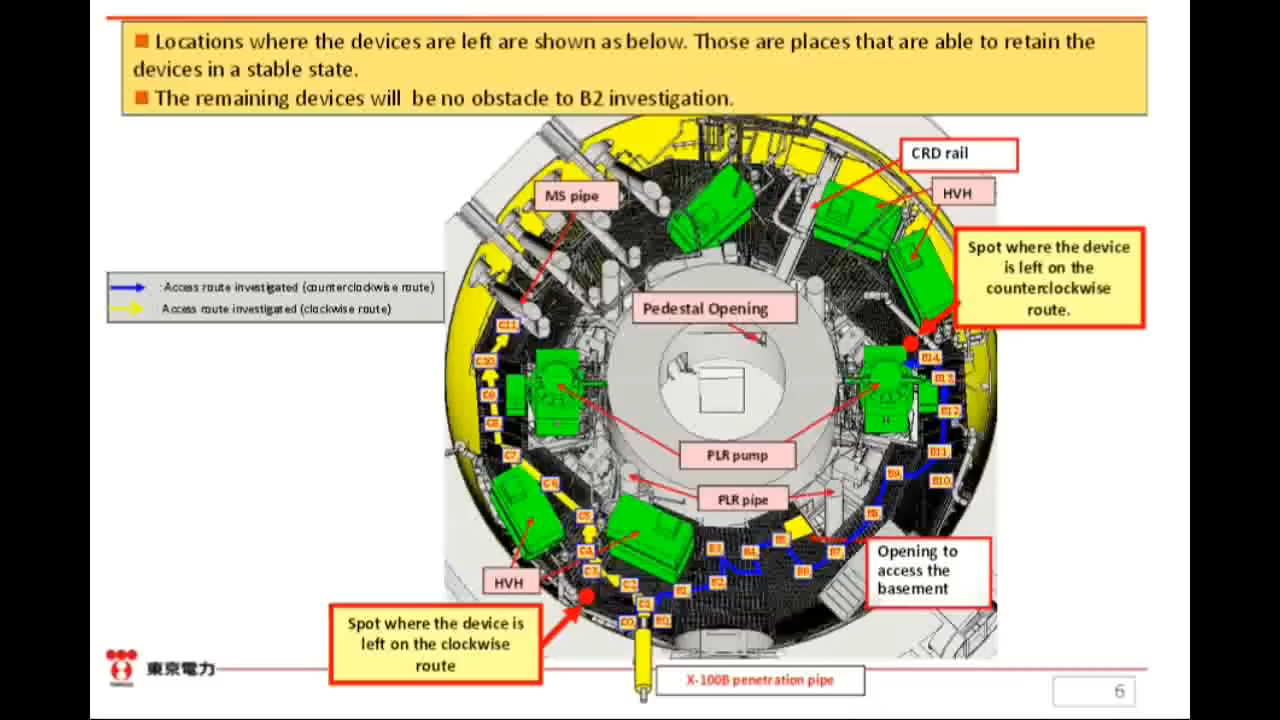 Locations where the devices are left are shown as below. Those are places that are able to retain the
devices in a stable state.
The remaining devices will be no obstacle to B2 investigation.
CRD rail
MS pipe
HVH
Spot where the device
is left on the
counterclockwise
route.
: Access route investigated (counterclockwise route)
: Access route investigated (clockwise route)
Pedestal Opening
C11
C10
C9
C8
C7
C6
C5
C4
C3
C2
C1
C0
B14
B13
B12
B11
B10
B9
B8
B7
B6
B5
B4
B3
B2
B1
B0
PLR pump
PLR pipe
Opening to
access the
basement
HVH
Spot where the device is
left on the clockwise
route
東京電力
X-100B penetration pipe
6